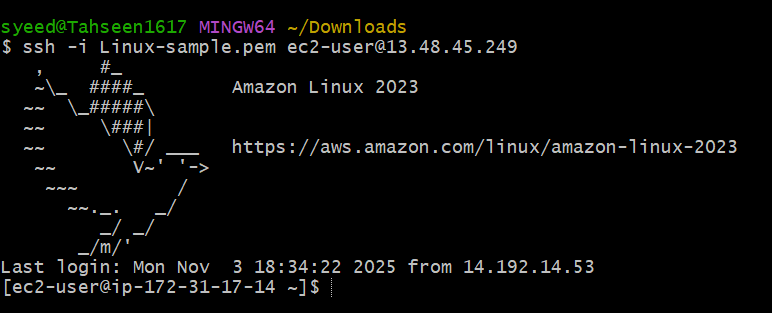 syeed@Tahseen1617 MINGW64 ~/Downloads
$ ssh -i Linux-sample.pem ec2-user@13.48.45.249
   ,     #_
   ~\_  ####_        Amazon Linux 2023
  ~~  \_#####\
  ~~     \###|
  ~~       \#/ ___   https://aws.amazon.com/linux/amazon-linux-2023
   ~~       V~' '->
    ~~~         /
      ~~._.   _/
         _/ _/
       _/m/'
Last login: Mon Nov  3 18:34:22 2025 from 14.192.14.53
[ec2-user@ip-172-31-17-14 ~]$